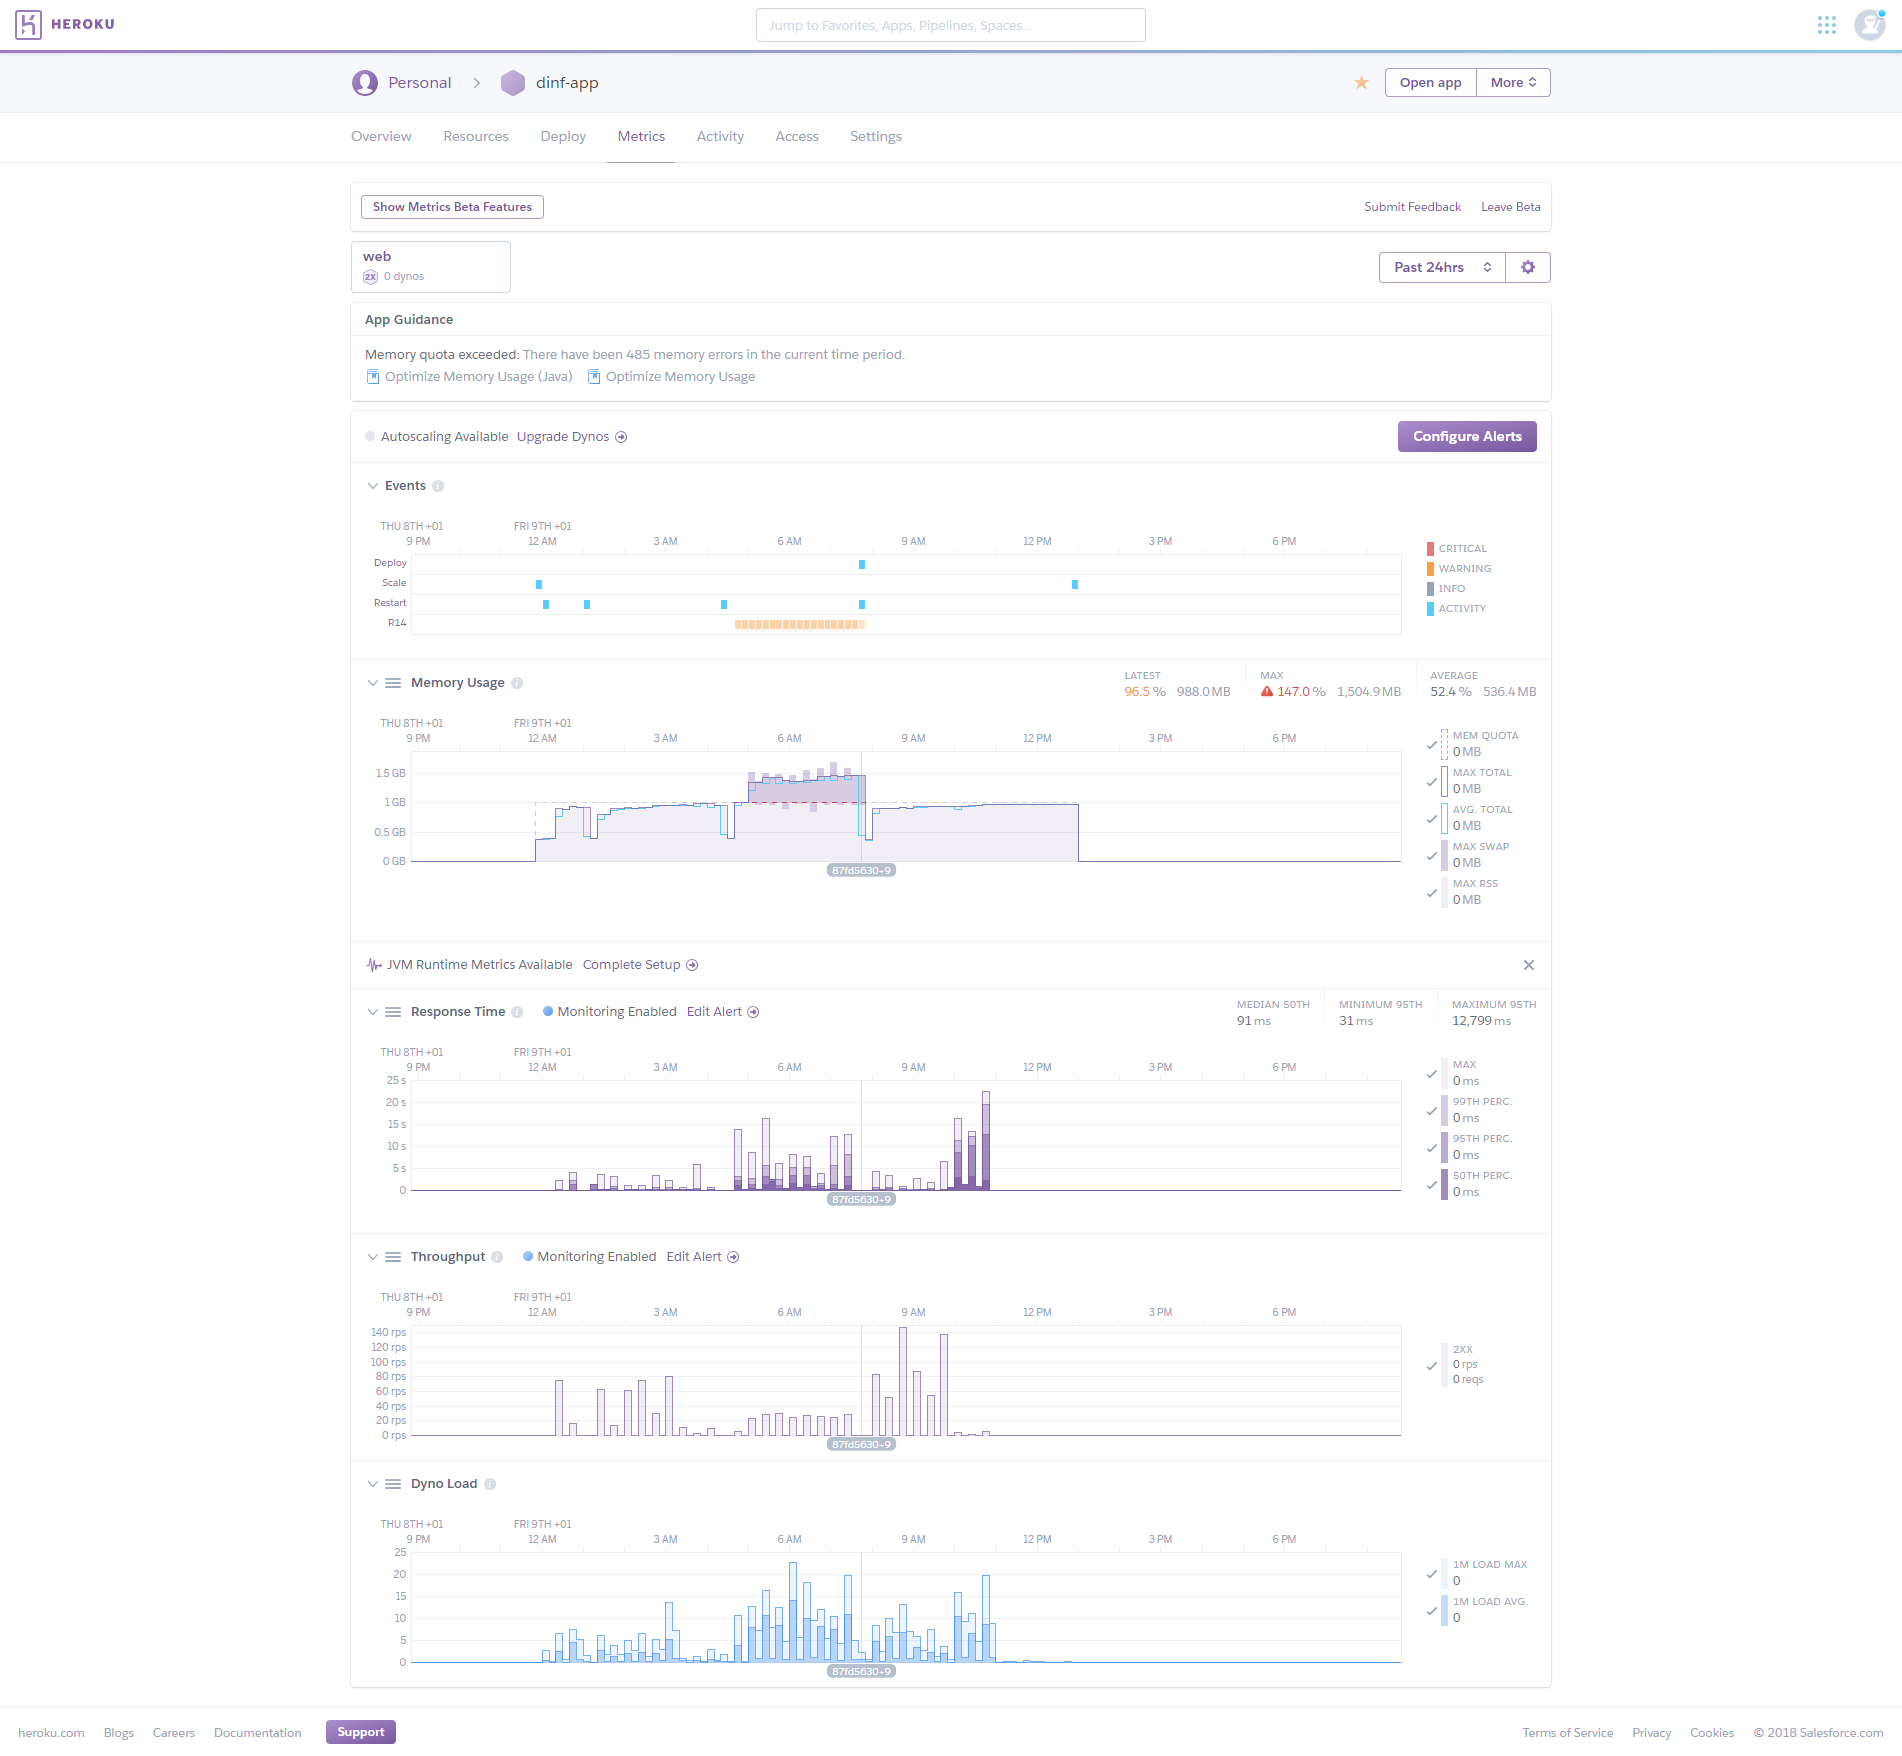 HEROKU
Jump to Favorites, Apps, Pipelines, Spaces...
Personal > dinf-app
Open app More
Overview Resources Deploy Metrics Activity Access Settings
Show Metrics Beta Features
Submit Feedback Leave Beta
web
2X 0 dynos
Past 24hrs
App Guidance
Memory quota exceeded: There have been 485 memory errors in the current time period.
Optimize Memory Usage (Java) Optimize Memory Usage
Autoscaling Available Upgrade Dynos
Configure Alerts
Events i
THU 8TH +01 FRI 9TH +01
9 PM 12 AM 3 AM 6 AM 9 AM 12 PM 3 PM 6 PM
Deploy
Scale
Restart
R14
CRITICAL
WARNING
INFO
ACTIVITY
Memory Usage i
LATEST
96.5 % 988.0 MB
MAX
147.0 % 1,504.9 MB
AVERAGE
52.4 % 536.4 MB
THU 8TH +01 FRI 9TH +01
9 PM 12 AM 3 AM 6 AM 9 AM 12 PM 3 PM 6 PM
1.5 GB
1 GB
0.5 GB
0 GB
87fd5630+9
MEM QUOTA
0 MB
MAX TOTAL
0 MB
AVG. TOTAL
0 MB
MAX SWAP
0 MB
MAX RSS
0 MB
JVM Runtime Metrics Available Complete Setup
Response Time i Monitoring Enabled Edit Alert
MEDIAN 50TH
91 ms
MINIMUM 95TH
31 ms
MAXIMUM 95TH
12,799 ms
THU 8TH +01 FRI 9TH +01
9 PM 12 AM 3 AM 6 AM 9 AM 12 PM 3 PM 6 PM
25 s
20 s
15 s
10 s
5 s
0
87fd5630+9
MAX
0 ms
99TH PERC.
0 ms
95TH PERC.
0 ms
50TH PERC.
0 ms
Throughput i Monitoring Enabled Edit Alert
THU 8TH +01 FRI 9TH +01
9 PM 12 AM 3 AM 6 AM 9 AM 12 PM 3 PM 6 PM
140 rps
120 rps
100 rps
80 rps
60 rps
40 rps
20 rps
0 rps
87fd5630+9
2XX
0 rps
0 reqs
Dyno Load i
THU 8TH +01 FRI 9TH +01
9 PM 12 AM 3 AM 6 AM 9 AM 12 PM 3 PM 6 PM
25
20
15
10
5
0
87fd5630+9
1M LOAD MAX
0
1M LOAD AVG.
0
heroku.com Blogs Careers Documentation Support
Terms of Service Privacy Cookies © 2018 Salesforce.com